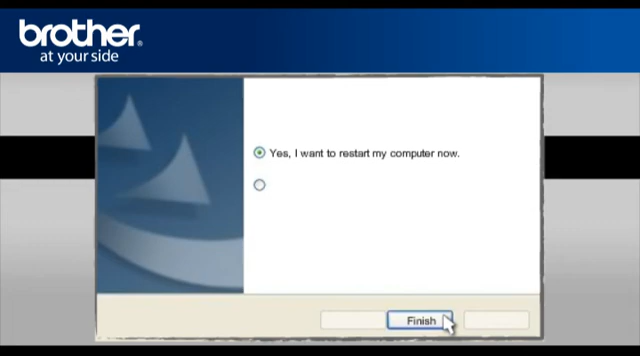 brother
at your side
Yes, I want to restart my computer now.
Finish